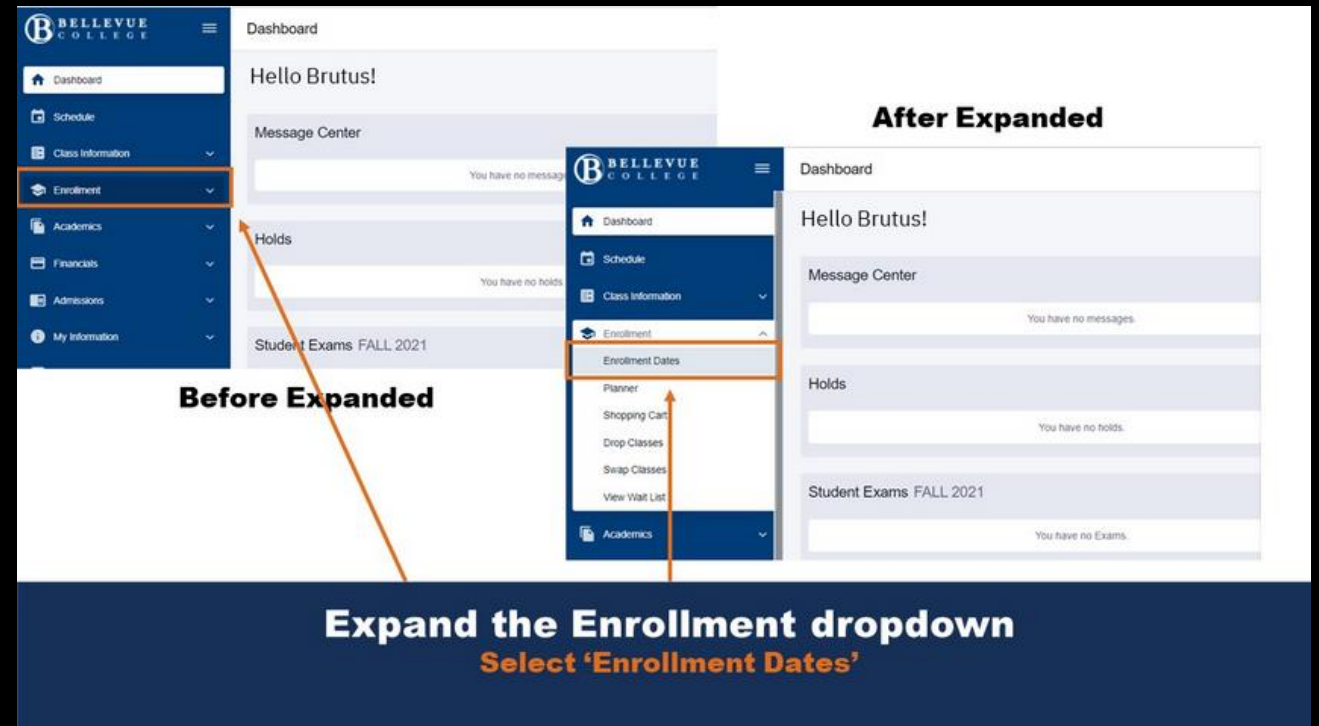 BELLEVUE
COLLEGE
Dashboard
Hello Brutus!
Dashboard
Schedule
Class Information
Enrollment
Academics
Financials
Admissions
My Information
Message Center
You have no message
Holds
You have no holds
Student Exams FALL 2021
Before Expanded
After Expanded
BELLEVUE
COLLEGE
Dashboard
Hello Brutus!
Dashboard
Schedule
Class Information
Enrollment
Enrollment Dates
Planner
Shopping Cart
Drop Classes
Swap Classes
View Wait List
Academics
Message Center
You have no messages.
Holds
You have no holds.
Student Exams FALL 2021
You have no Exams.
Expand the Enrollment dropdown
Select ‘Enrollment Dates’